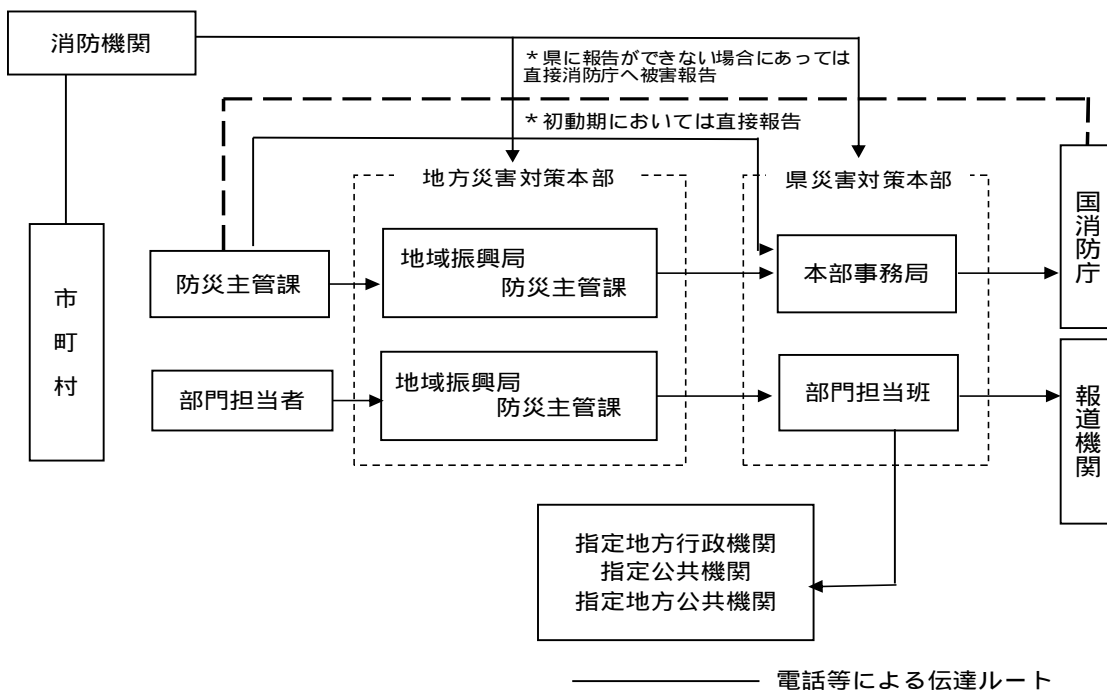 消防機関
*県に報告ができない場合にあっては
直接消防庁へ被害報告
*初動期においては直接報告
地方災害対策本部
県災害対策本部
国消防庁
市町村
防災主管課
地域振興局
防災主管課
本部事務局
部門担当者
地域振興局
防災主管課
部門担当班
報道機関
指定地方行政機関
指定公共機関
指定地方公共機関
電話等による伝達ルート